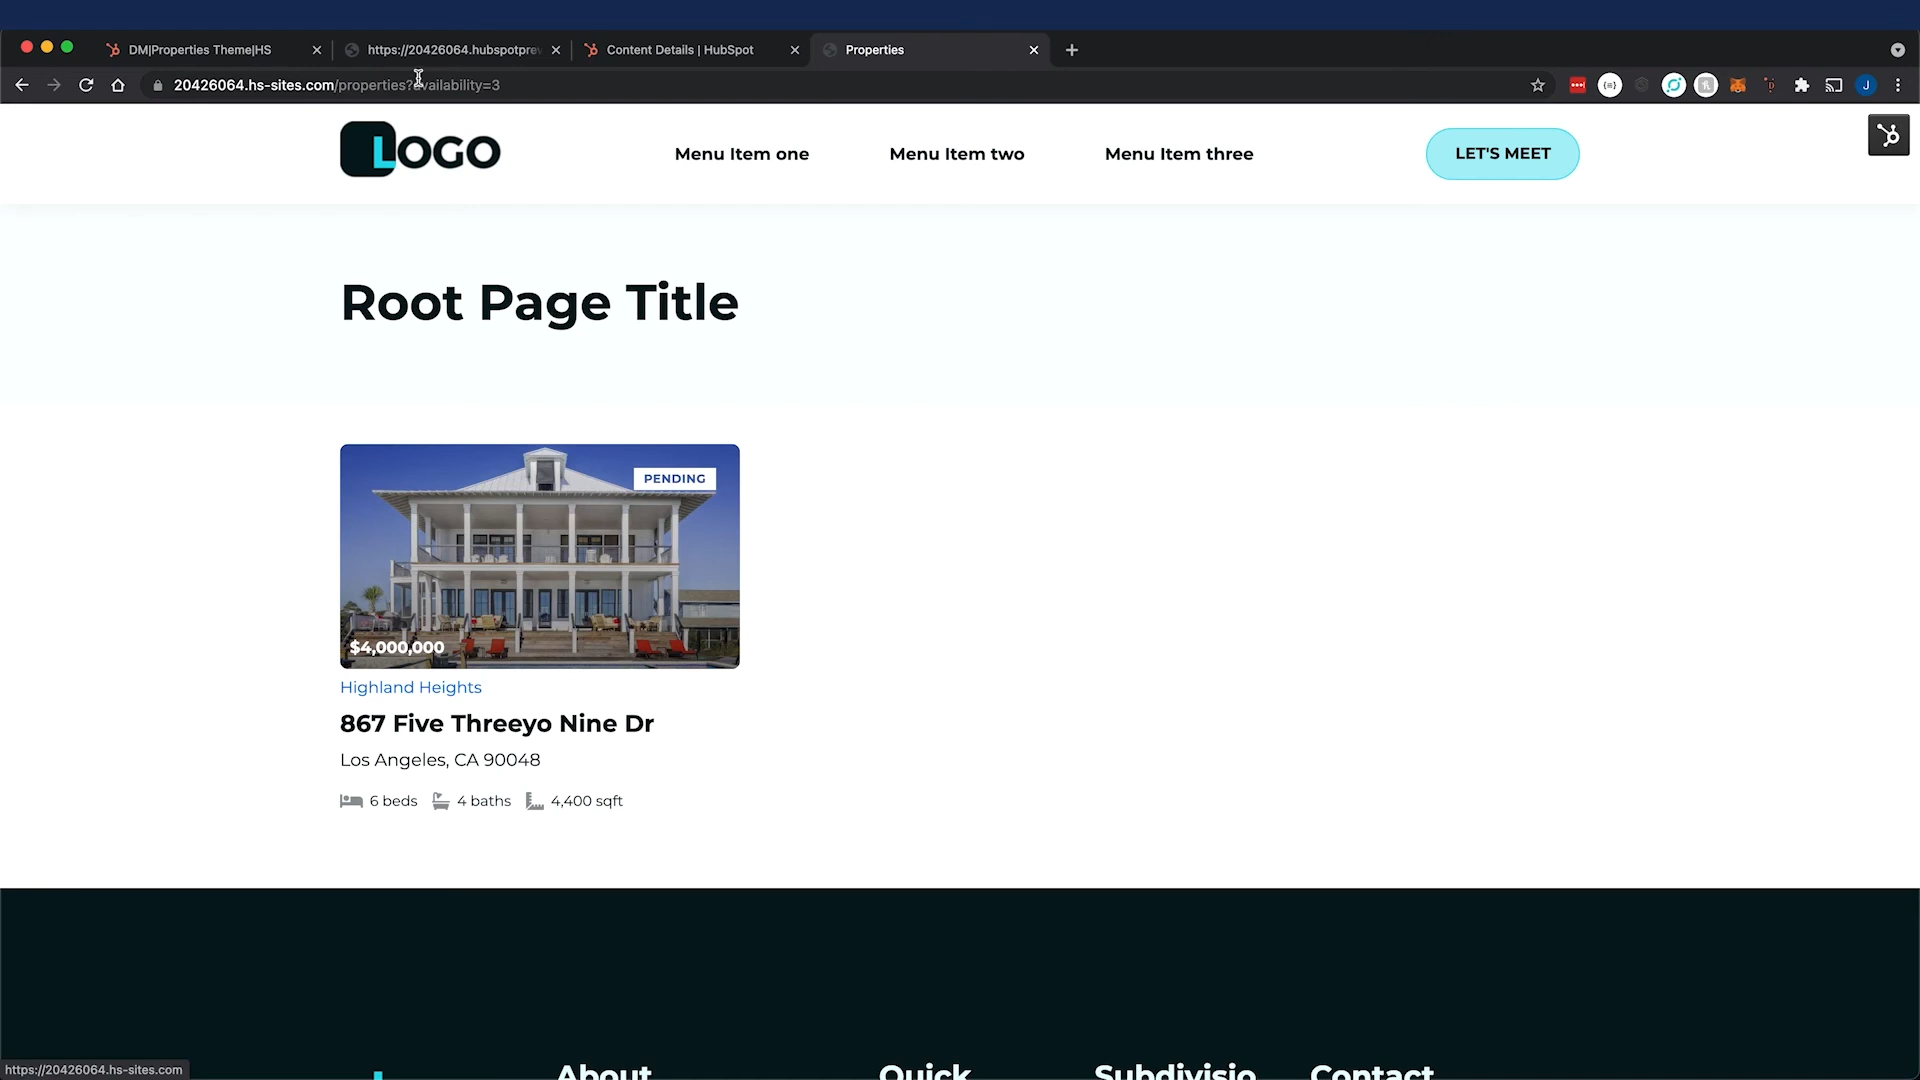 DM|Properties Theme|HS
https://20426064.hubspotprev
Content Details | HubSpot
Properties
20426064.hs-sites.com/properties?availability=3
J
LOGO
Menu Item one
Menu Item two
Menu Item three
LET'S MEET
Root Page Title
PENDING
$4,000,000
Highland Heights
867 Five Threeyo Nine Dr
Los Angeles, CA 90048
6 beds
4 baths
4,400 sqft
About
Quick
Subdivisio
Contact
https://20426064.hs-sites.com